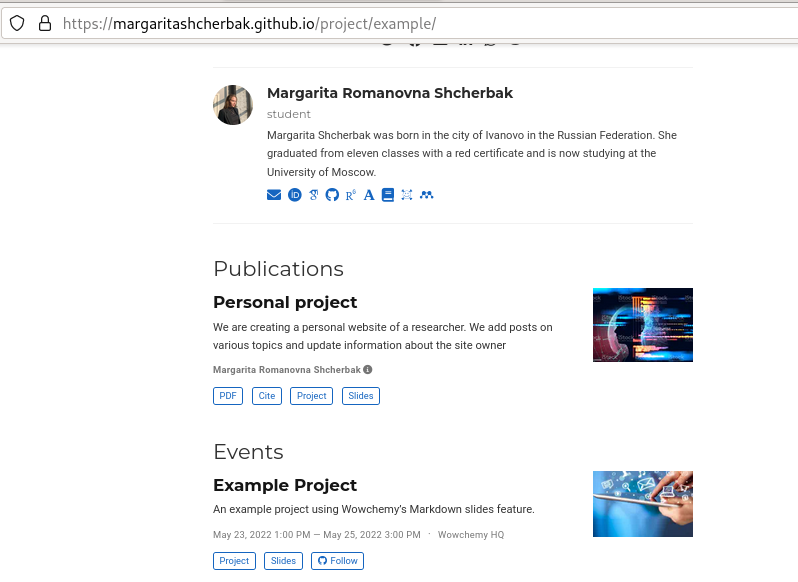 https://margaritashcherbak.github.io/project/example/
Margarita Romanovna Shcherbak
student
Margarita Shcherbak was born in the city of Ivanovo in the Russian Federation. She
graduated from eleven classes with a red certificate and is now studying at the
University of Moscow.
Publications
Personal project
We are creating a personal website of a researcher. We add posts on
various topics and update information about the site owner
Margarita Romanovna Shcherbak
PDF Cite Project Slides
Events
Example Project
An example project using Wowchemy's Markdown slides feature.
May 23, 2022 1:00 PM — May 25, 2022 3:00 PM · Wowchemy HQ
Project Slides Follow